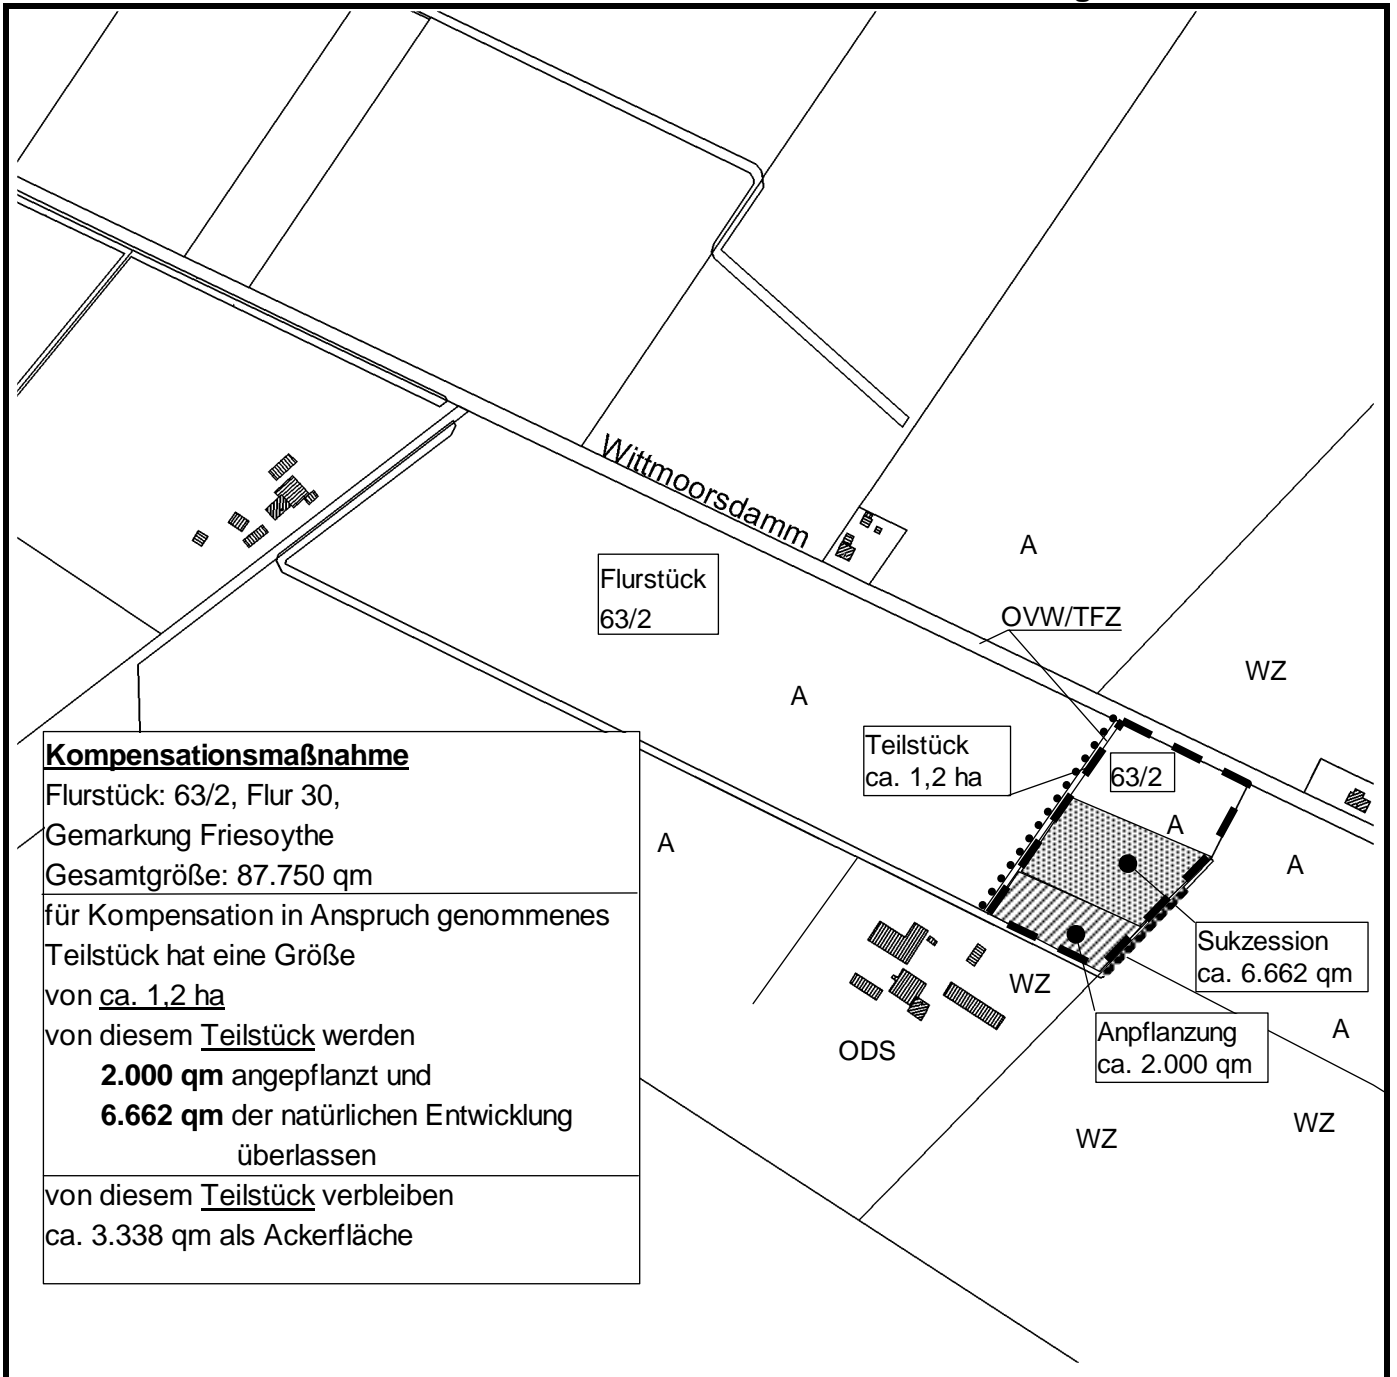 Wittmoorsdamm
A
Flurstück
63/2
OVW/TFZ
WZ
A
Teilstück
ca. 1,2 ha
63/2
A
A
A
Sukzession
ca. 6.662 qm
WZ
Anpflanzung
ca. 2.000 qm
A
ODS
WZ
WZ
Kompensationsmaßnahme
Flurstück: 63/2, Flur 30,
Gemarkung Friesoythe
Gesamtgröße: 87.750 qm
für Kompensation in Anspruch genommenes
Teilstück hat eine Größe
von ca. 1,2 ha
von diesem Teilstück werden
2.000 qm angepflanzt und
6.662 qm der natürlichen Entwicklung
überlassen
von diesem Teilstück verbleiben
ca. 3.338 qm als Ackerfläche